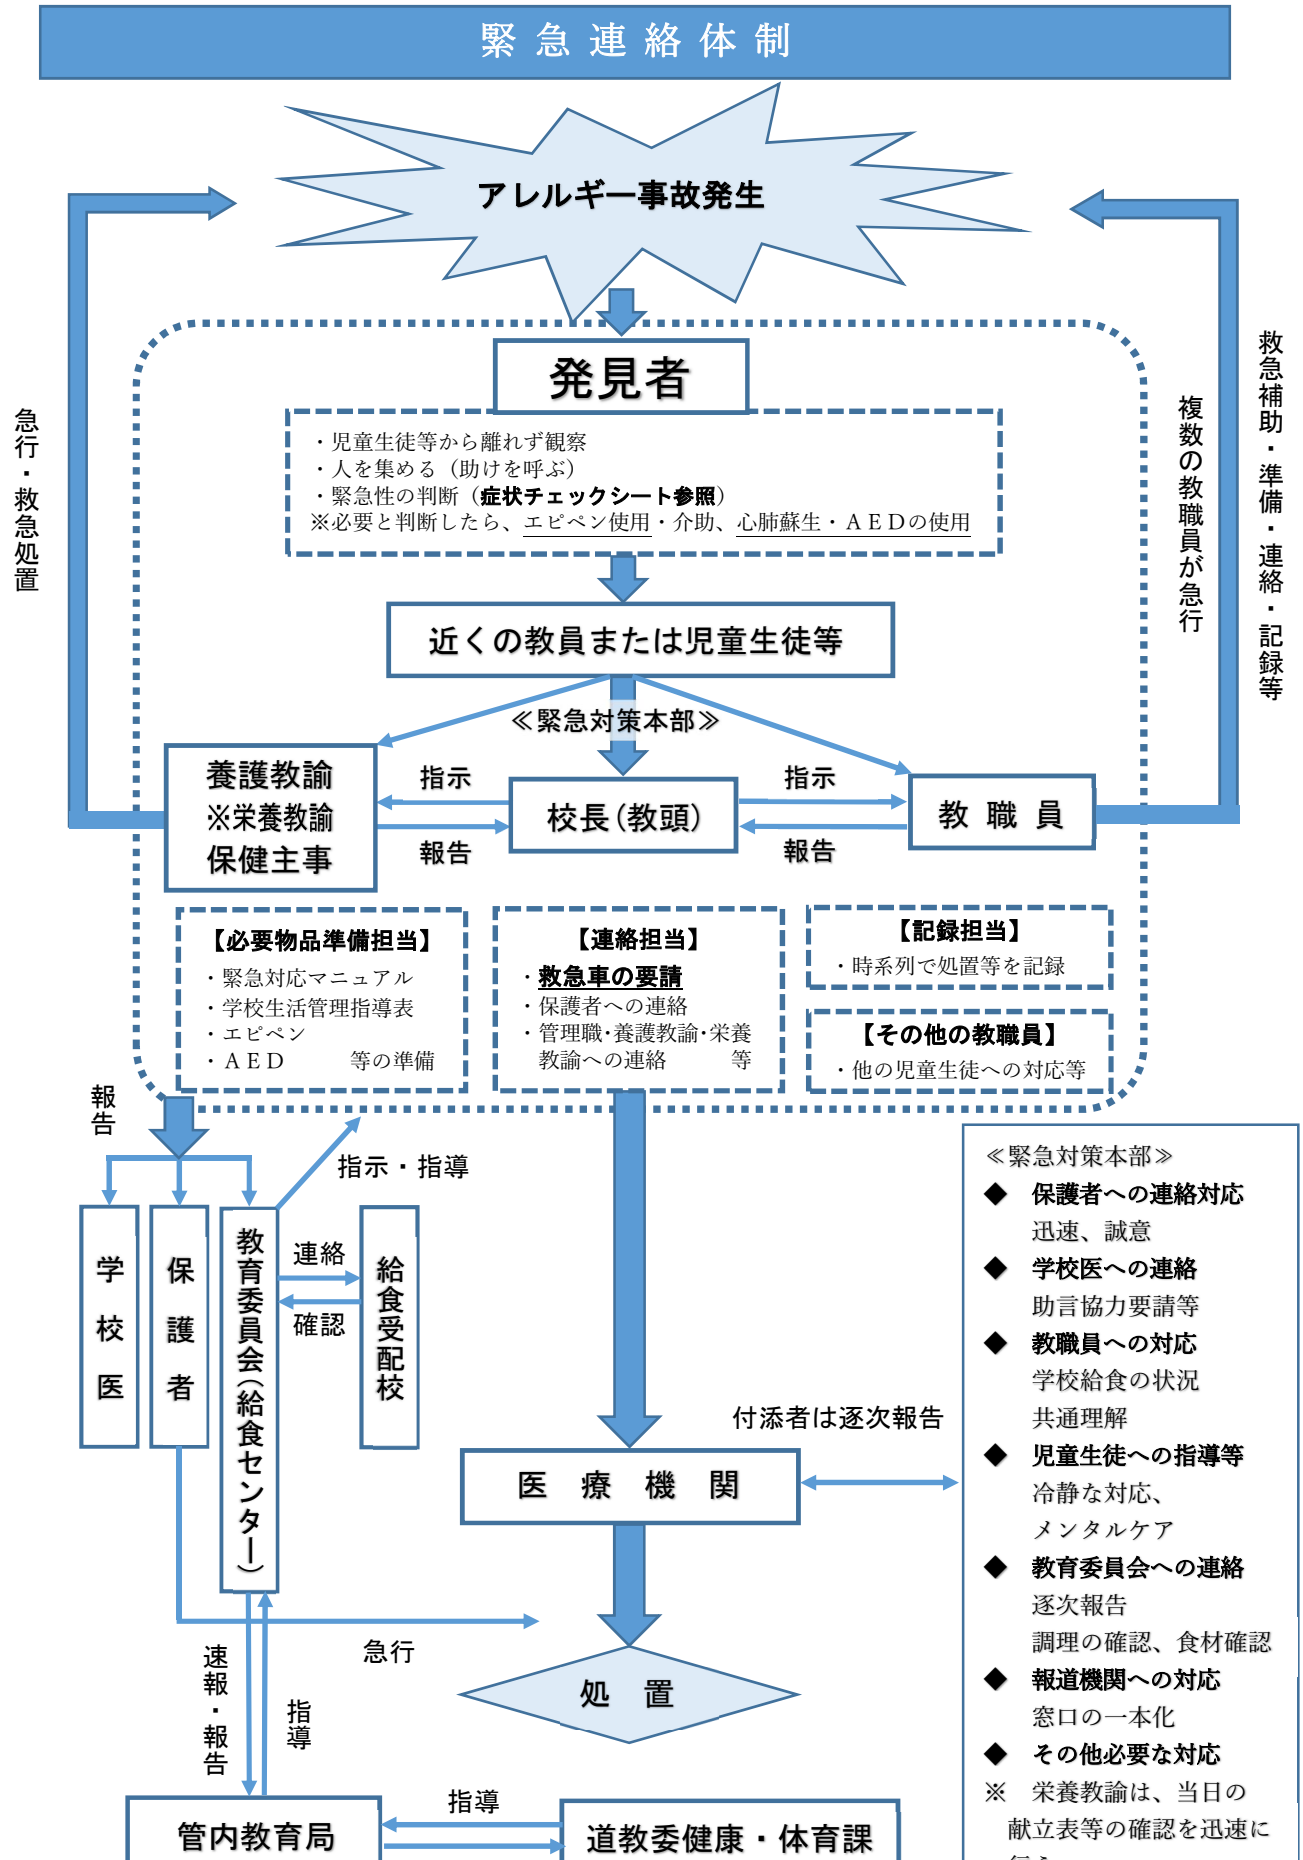 緊急連絡体制
アレルギー事故発生
発見者
・児童生徒等から離れず観察
・人を集める（助けを呼ぶ）
・緊急性の判断（症状チェックシート参照）
※必要と判断したら、エピペン使用・介助、心肺蘇生・ＡＥＤの使用
急行・救急処置
複数の教職員が急行
救急補助・準備・連絡・記録等
近くの教員または児童生徒等
≪緊急対策本部≫
養護教諭
※栄養教諭
保健主事
指示
報告
校長（教頭）
指示
報告
教職員
【必要物品準備担当】
・緊急対応マニュアル
・学校生活管理指導表
・エピペン
・ＡＥＤ　　　等の準備
【連絡担当】
・救急車の要請
・保護者への連絡
・管理職・養護教諭・栄養
教諭への連絡　　　等
【記録担当】
・時系列で処置等を記録
【その他の教職員】
・他の児童生徒への対応等
報告
指示・指導
学校医
保護者
教育委員会（給食センター）
連絡
確認
給食受配校
付添者は逐次報告
医療機関
急行
処置
速報・報告
指導
管内教育局
指導
道教委健康・体育課
≪緊急対策本部≫
◆　保護者への連絡対応
迅速、誠意
◆　学校医への連絡
助言協力要請等
◆　教職員への対応
学校給食の状況
共通理解
◆　児童生徒への指導等
冷静な対応、
メンタルケア
◆　教育委員会への連絡
逐次報告
調理の確認、食材確認
◆　報道機関への対応
窓口の一本化
◆　その他必要な対応
※　栄養教諭は、当日の
献立表等の確認を迅速に